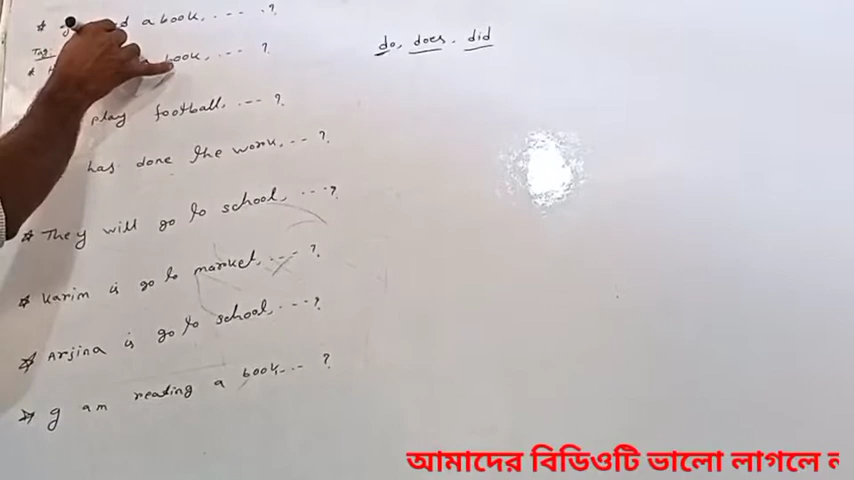 a book, . --- . ?
do, does. did
Tag:
book, . --- ?
play football, . --- ?
has done the work, . -- ?
* They will go to school, . --- ?
* Karim is go to market, . --- ?
* Arjina is go to school, . --- ?
* g am reading a book, . -- ?
আমাদের ভিডিওটি ভালো লাগলে